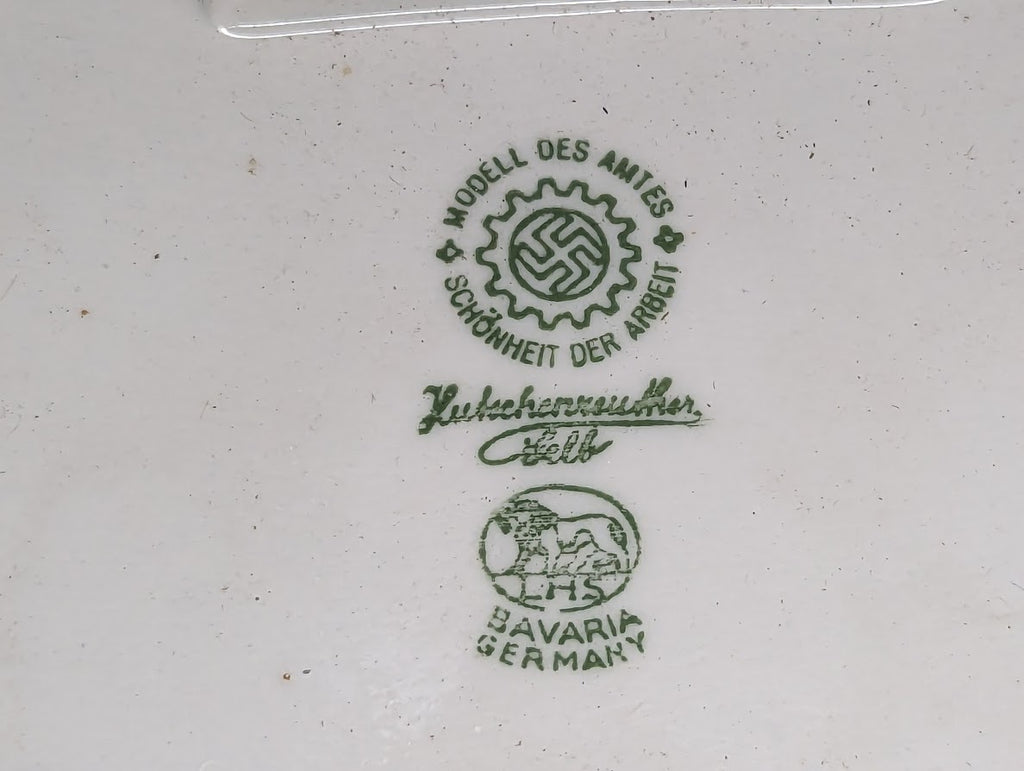 MODELL DES AMTES
SCHÖNHEIT DER ARBEIT
Hutschenreuther
Selb
LHS
BAVARIA
GERMANY